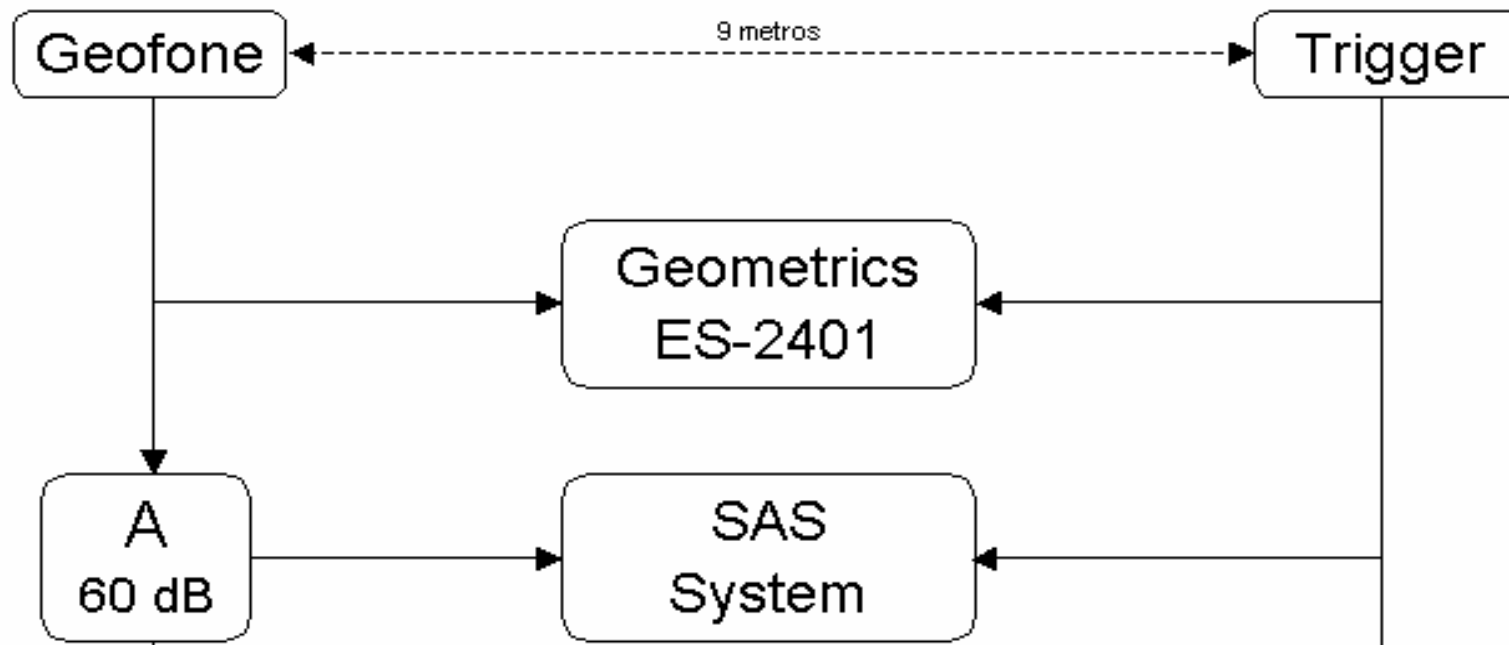 Geofone
9 metros
Trigger
Geometrics
ES-2401
A
60 dB
SAS
System